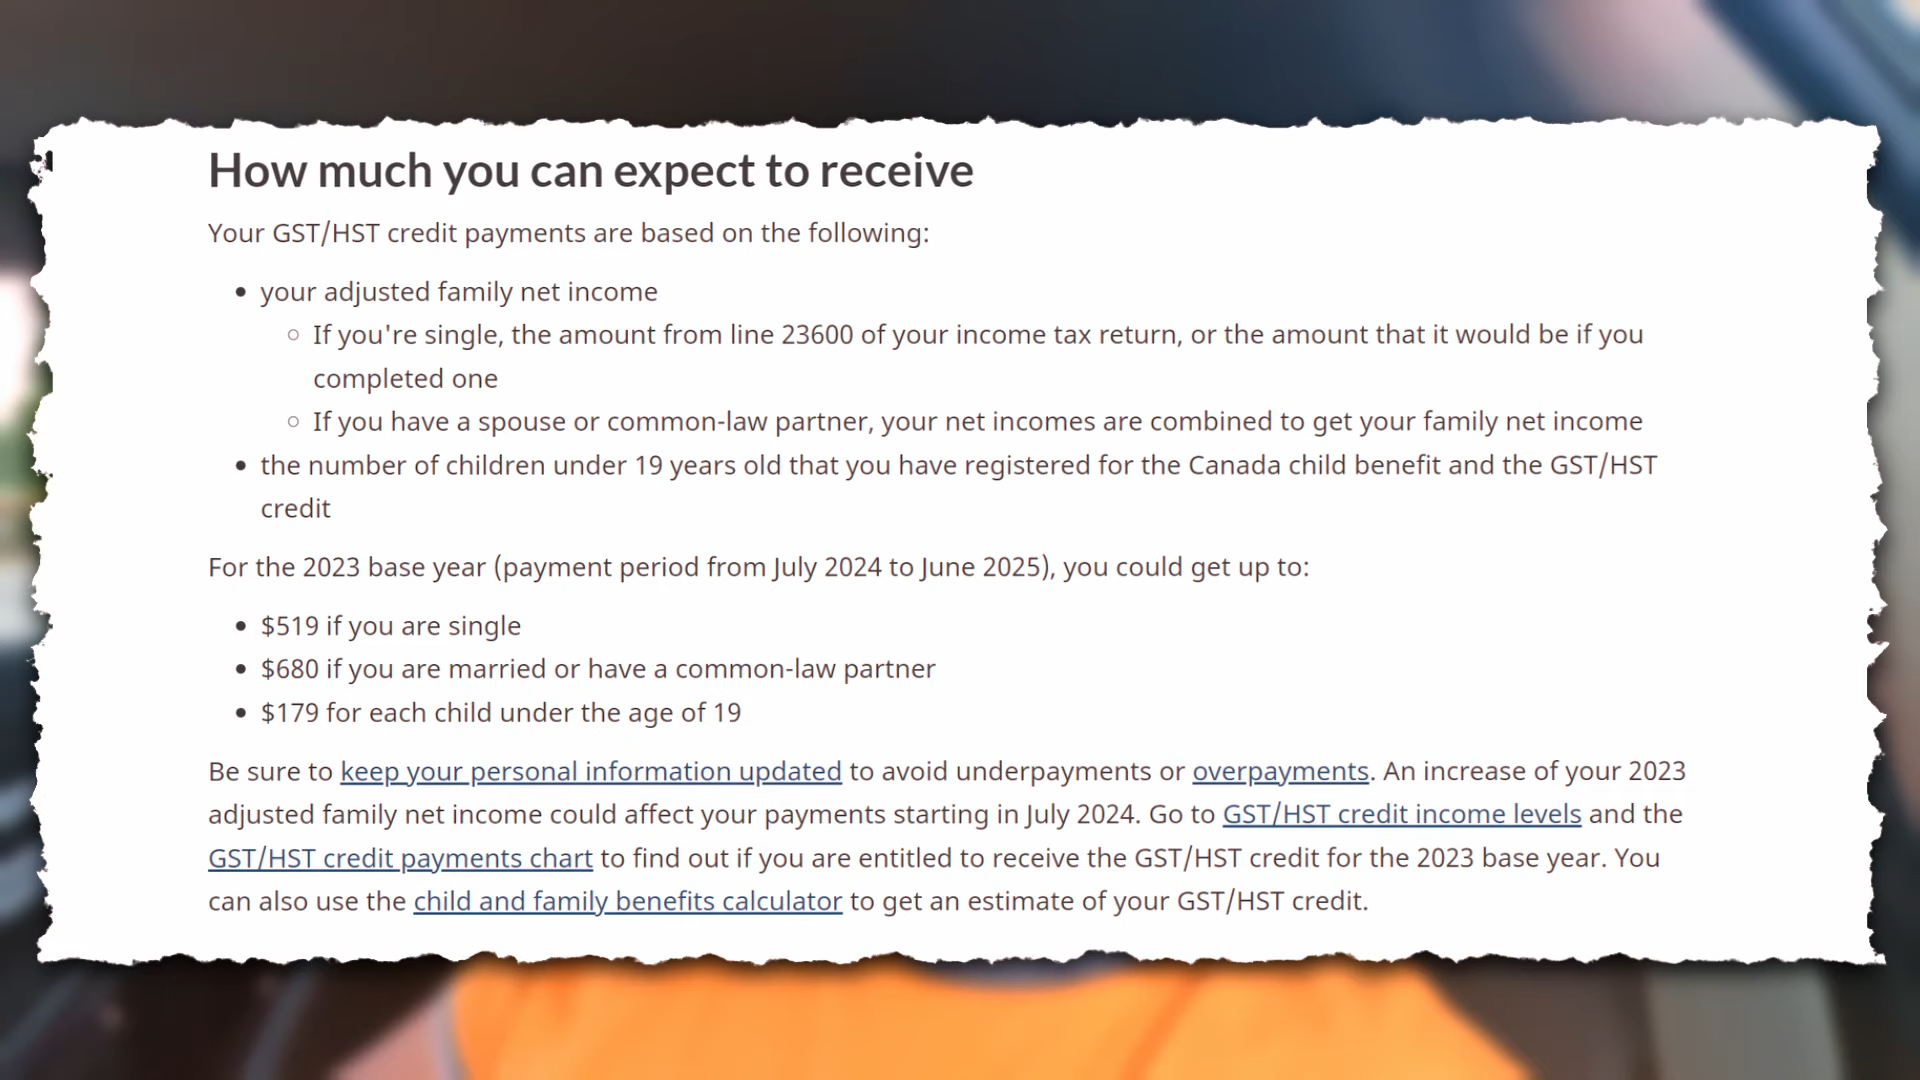 How much you can expect to receive
Your GST/HST credit payments are based on the following:
your adjusted family net income
If you're single, the amount from line 23600 of your income tax return, or the amount that it would be if you
completed one
If you have a spouse or common-law partner, your net incomes are combined to get your family net income
the number of children under 19 years old that you have registered for the Canada child benefit and the GST/HST
credit
For the 2023 base year (payment period from July 2024 to June 2025), you could get up to:
$519 if you are single
$680 if you are married or have a common-law partner
$179 for each child under the age of 19
Be sure to keep your personal information updated to avoid underpayments or overpayments. An increase of your 2023
adjusted family net income could affect your payments starting in July 2024. Go to GST/HST credit income levels and the
GST/HST credit payments chart to find out if you are entitled to receive the GST/HST credit for the 2023 base year. You
can also use the child and family benefits calculator to get an estimate of your GST/HST credit.